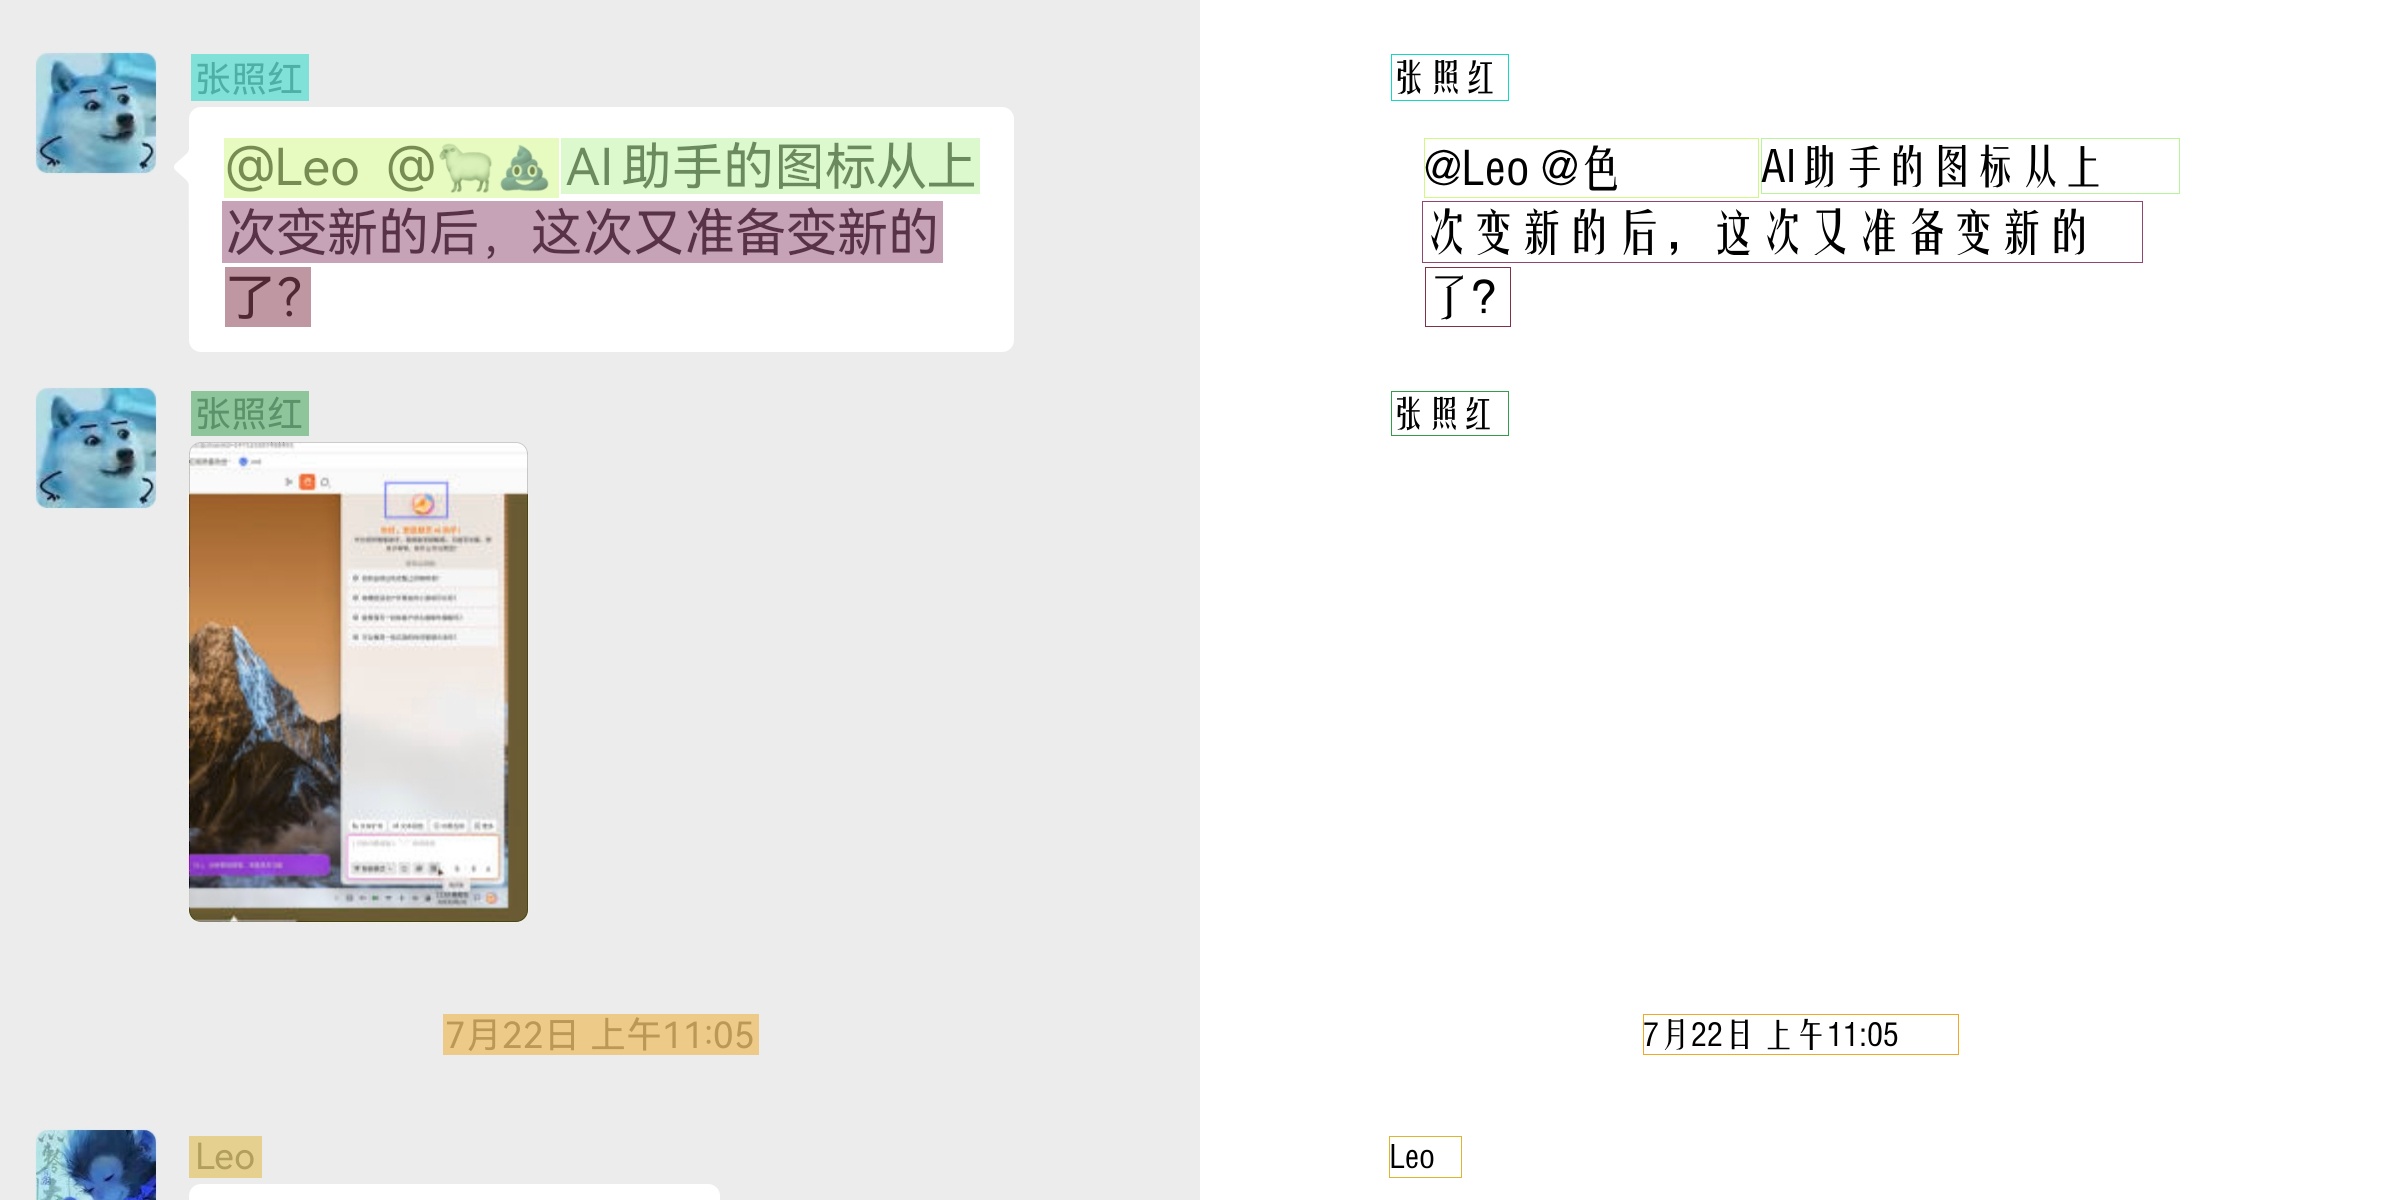 张照红
@Leo @🐑💩 AI助手的图标从上
次变新的后，这次又准备变新的
了？
张照红
7月22日 上午11:05
Leo
张照红
@Leo @色 AI助手的图标从上
次变新的后，这次又准备变新的
了?
张照红
7月22日 上午11:05
Leo